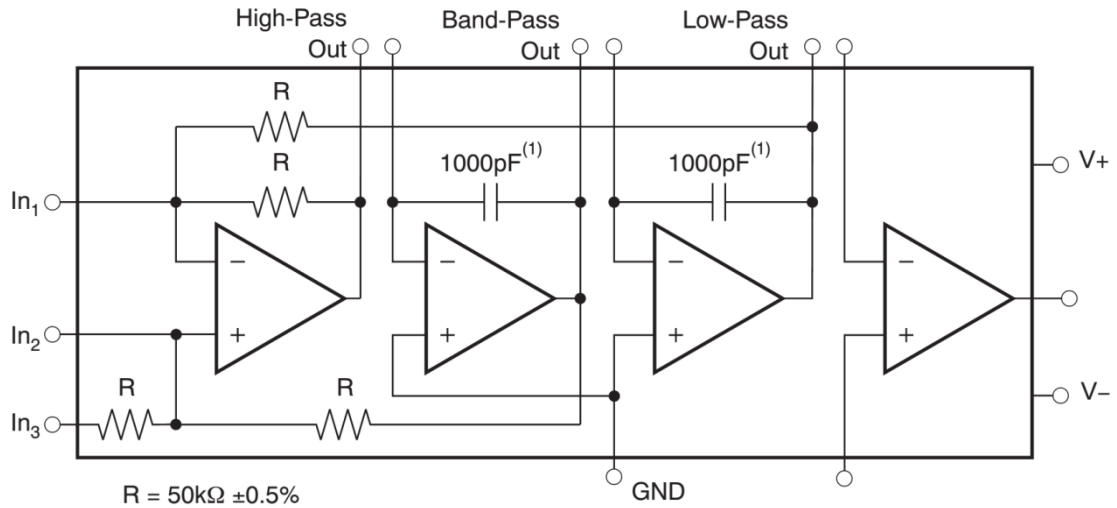 High-Pass
Out
Band-Pass
Out
Low-Pass
Out
R
R
1000pF(1)
1000pF(1)
V+
In1
−
−
−
−
In2
+
+
+
+
R
R
V−
In3
GND
R = 50kΩ ±0.5%